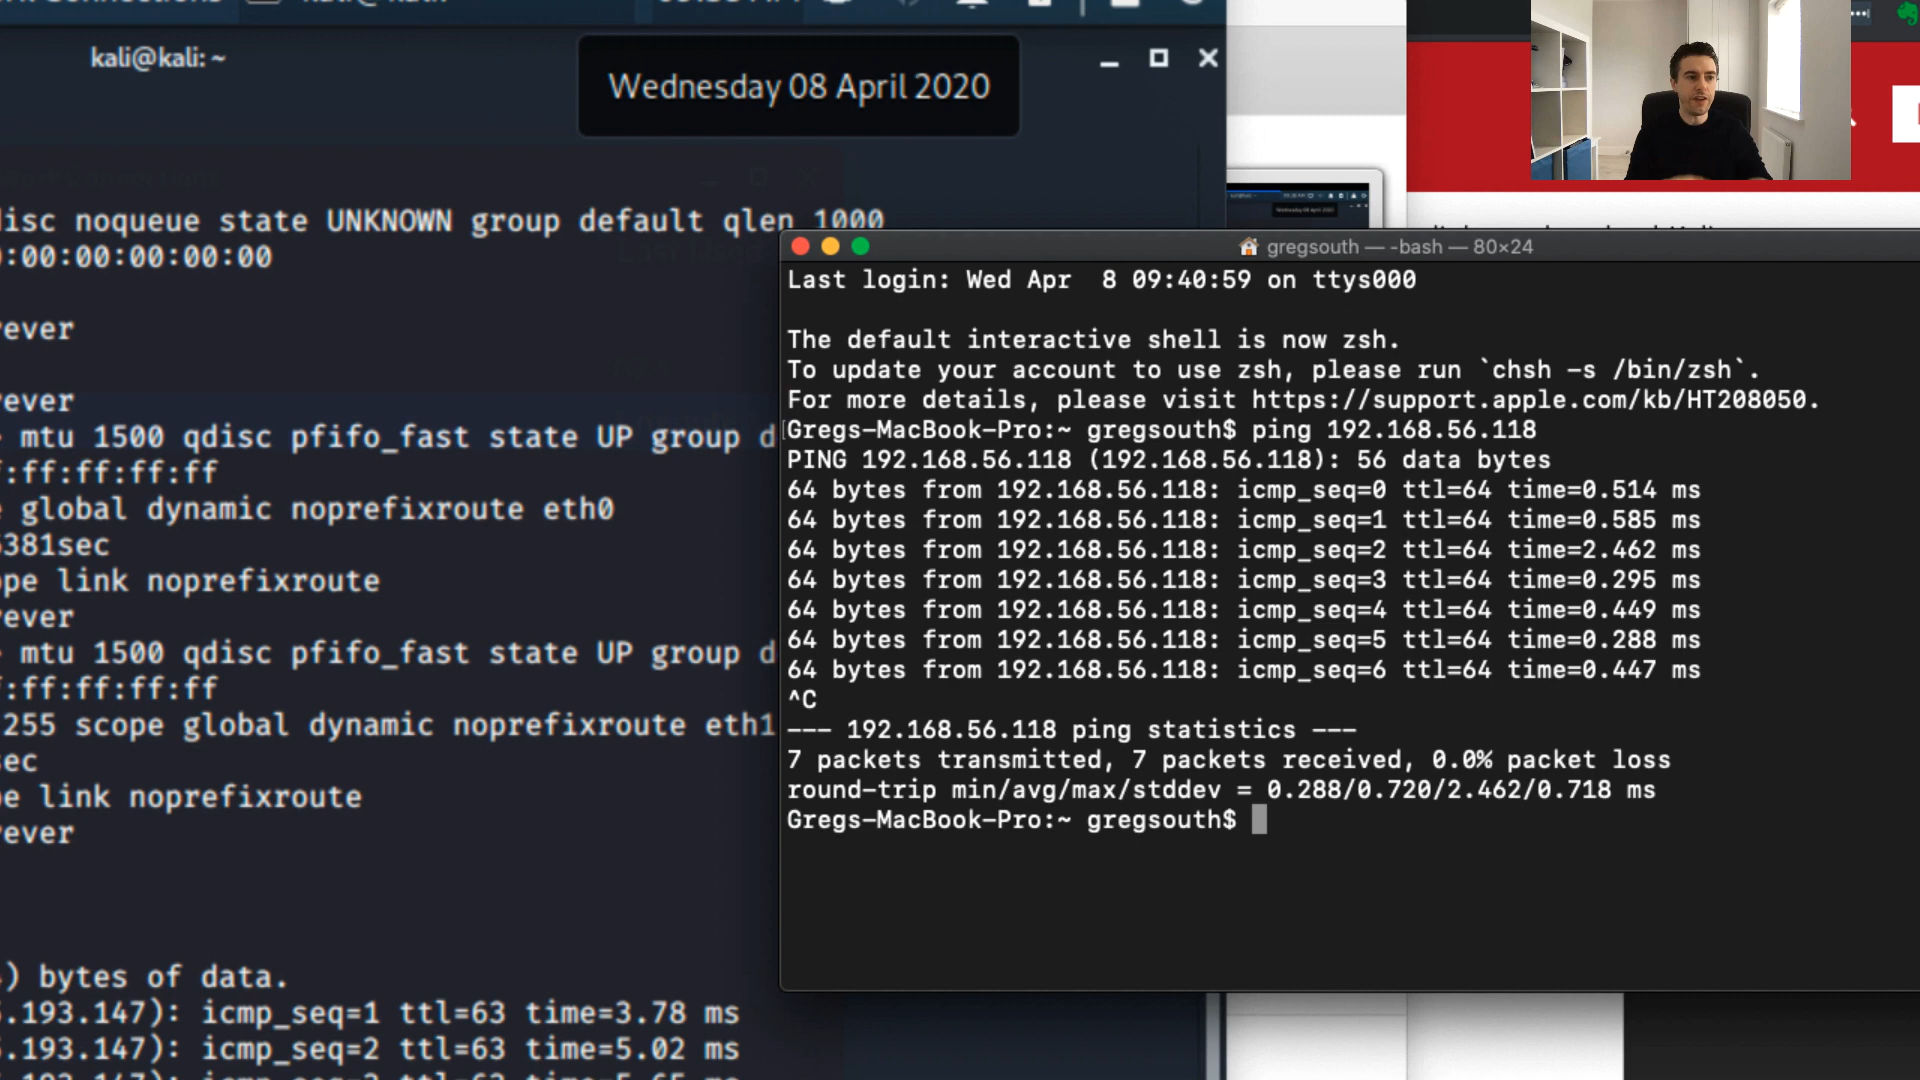 kali@kali: ~
Wednesday 08 April 2020
disc noqueue state UNKNOWN group default qlen 1000
:00:00:00:00:00
ever
ever
mtu 1500 qdisc pfifo_fast state UP group d
:ff:ff:ff:ff
global dynamic noprefixroute eth0
381sec
pe link noprefixroute
ever
mtu 1500 qdisc pfifo_fast state UP group d
:ff:ff:ff:ff
255 scope global dynamic noprefixroute eth1
ec
e link noprefixroute
ever
) bytes of data.
.193.147): icmp_seq=1 ttl=63 time=3.78 ms
.193.147): icmp_seq=2 ttl=63 time=5.02 ms
gregsouth — -bash — 80×24
Last login: Wed Apr  8 09:40:59 on ttys000
The default interactive shell is now zsh.
To update your account to use zsh, please run `chsh -s /bin/zsh`.
For more details, please visit https://support.apple.com/kb/HT208050.
Gregs-MacBook-Pro:~ gregsouth$ ping 192.168.56.118
PING 192.168.56.118 (192.168.56.118): 56 data bytes
64 bytes from 192.168.56.118: icmp_seq=0 ttl=64 time=0.514 ms
64 bytes from 192.168.56.118: icmp_seq=1 ttl=64 time=0.585 ms
64 bytes from 192.168.56.118: icmp_seq=2 ttl=64 time=2.462 ms
64 bytes from 192.168.56.118: icmp_seq=3 ttl=64 time=0.295 ms
64 bytes from 192.168.56.118: icmp_seq=4 ttl=64 time=0.449 ms
64 bytes from 192.168.56.118: icmp_seq=5 ttl=64 time=0.288 ms
64 bytes from 192.168.56.118: icmp_seq=6 ttl=64 time=0.447 ms
^C
--- 192.168.56.118 ping statistics ---
7 packets transmitted, 7 packets received, 0.0% packet loss
round-trip min/avg/max/stddev = 0.288/0.720/2.462/0.718 ms
Gregs-MacBook-Pro:~ gregsouth$